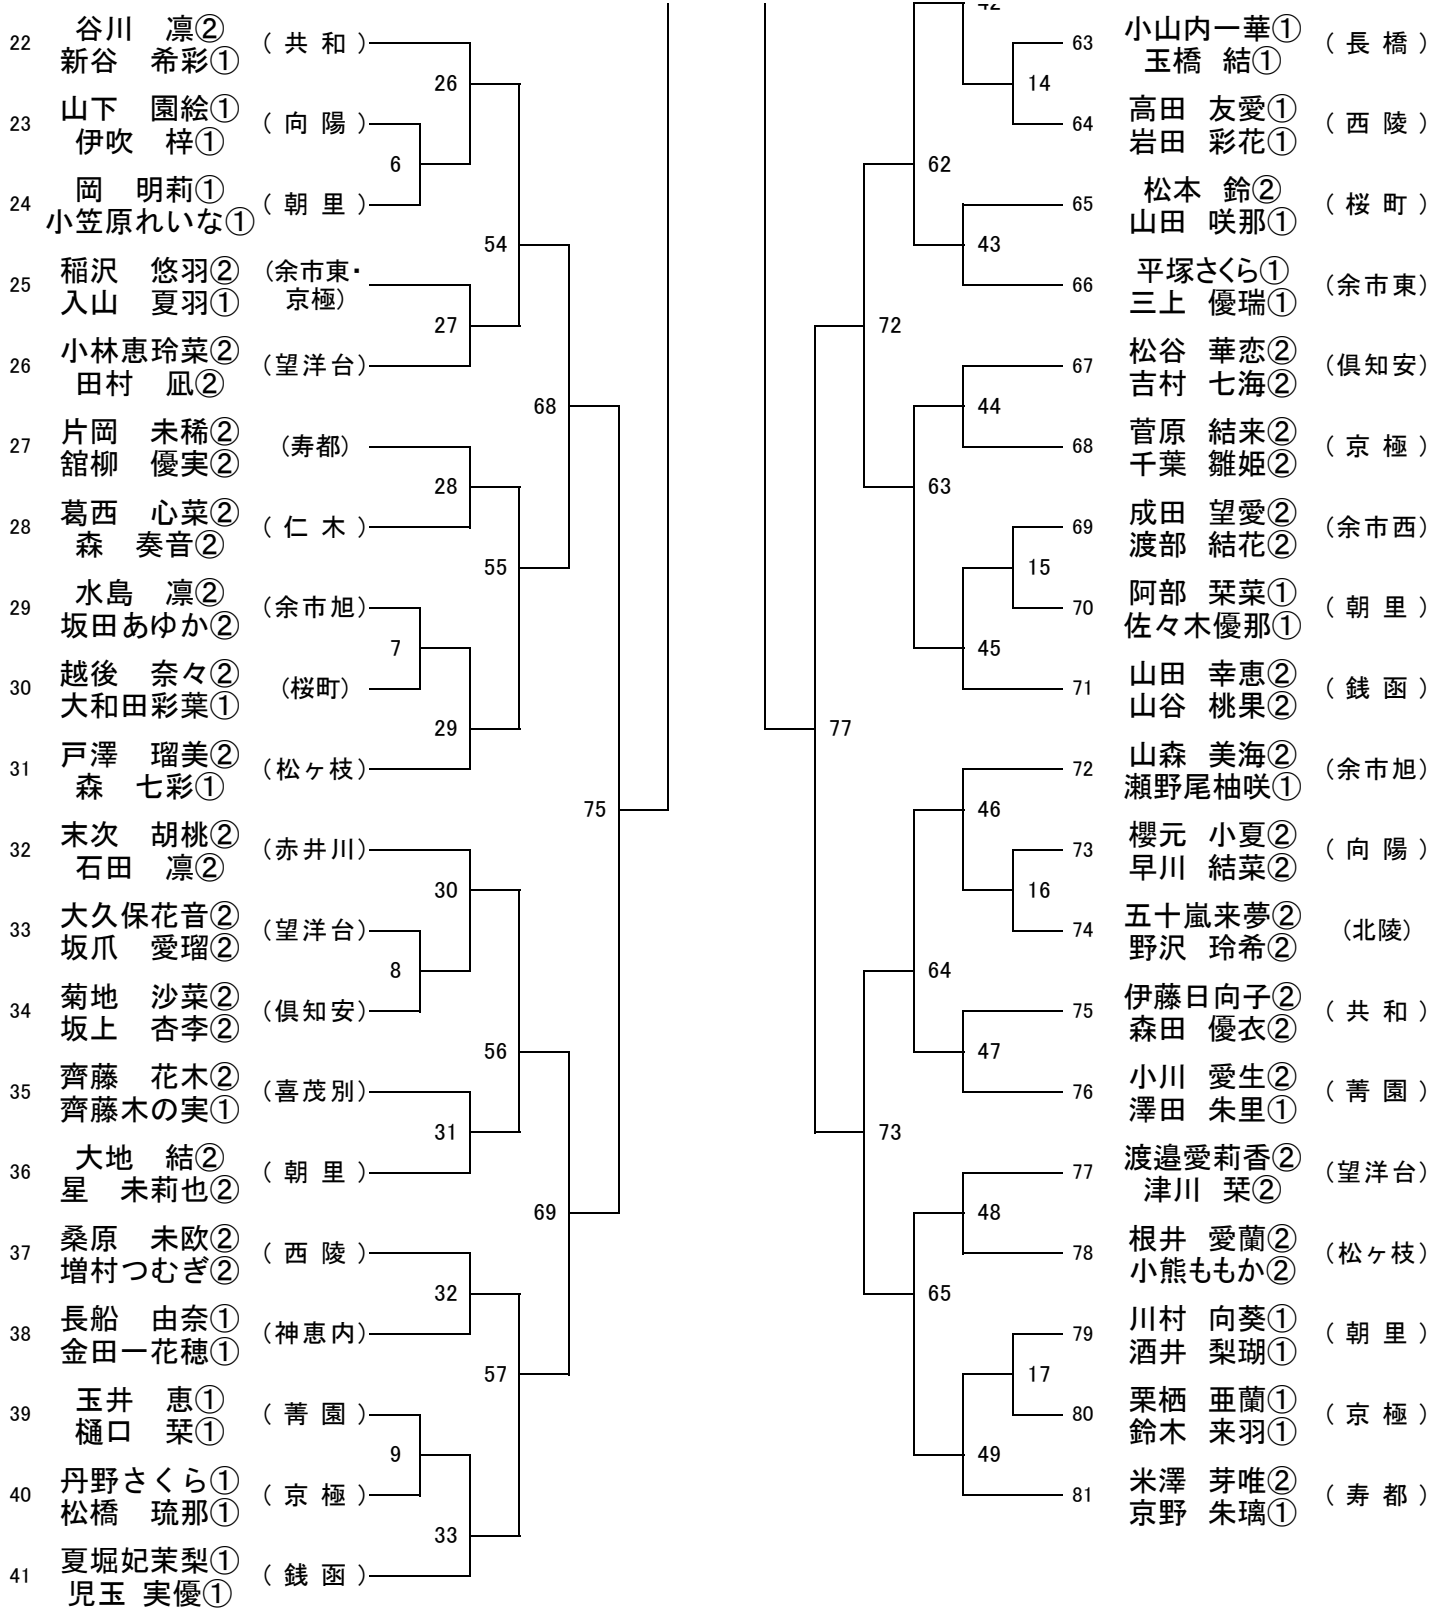 22 谷川 凛② (共和)
新谷 希彩①
26
23 山下 園絵① (向陽)
伊吹 梓①
6
24 岡 明莉① (朝里)
小笠原れいな①
54
25 稲沢 悠羽② (余市東・
入山 夏羽① 京極)
27
26 小林恵玲菜② (望洋台)
田村 凪②
68
27 片岡 未稀② (寿都)
舘柳 優実②
28
28 葛西 心菜② (仁木)
森 奏音②
55
29 水島 凛② (余市旭)
坂田あゆか②
7
30 越後 奈々② (桜町)
大和田彩葉①
29
31 戸澤 瑠美② (松ヶ枝)
森 七彩①
75
32 末次 胡桃② (赤井川)
石田 凛②
30
33 大久保花音② (望洋台)
坂爪 愛瑠②
8
34 菊地 沙菜② (倶知安)
坂上 杏李②
56
35 齊藤 花木② (喜茂別)
齊藤木の実①
31
36 大地 結② (朝里)
星 未莉也②
69
37 桑原 未欧② (西陵)
増村つむぎ②
32
38 長船 由奈① (神恵内)
金田一花穂①
57
39 玉井 恵① (菁園)
樋口 栞①
9
40 丹野さくら① (京極)
松橋 琉那①
33
41 夏堀妃茉梨① (銭函)
児玉 実優①
42
63 小山内一華① (長橋)
玉橋 結①
14
64 高田 友愛① (西陵)
岩田 彩花①
62
65 松本 鈴② (桜町)
山田 咲那①
43
66 平塚さくら① (余市東)
三上 優瑞①
72
67 松谷 華恋② (倶知安)
吉村 七海②
44
68 菅原 結来② (京極)
千葉 雛姫②
63
69 成田 望愛② (余市西)
渡部 結花②
15
70 阿部 栞菜① (朝里)
佐々木優那①
45
71 山田 幸恵② (銭函)
山谷 桃果②
77
72 山森 美海② (余市旭)
瀬野尾柚咲①
46
73 櫻元 小夏② (向陽)
早川 結菜②
16
74 五十嵐来夢② (北陵)
野沢 玲希②
64
75 伊藤日向子② (共和)
森田 優衣②
47
76 小川 愛生② (菁園)
澤田 朱里①
73
77 渡邉愛莉香② (望洋台)
津川 栞②
48
78 根井 愛蘭② (松ヶ枝)
小熊ももか②
65
79 川村 向葵① (朝里)
酒井 梨瑚①
17
80 栗栖 亜蘭① (京極)
鈴木 来羽①
49
81 米澤 芽唯② (寿都)
京野 朱璃①